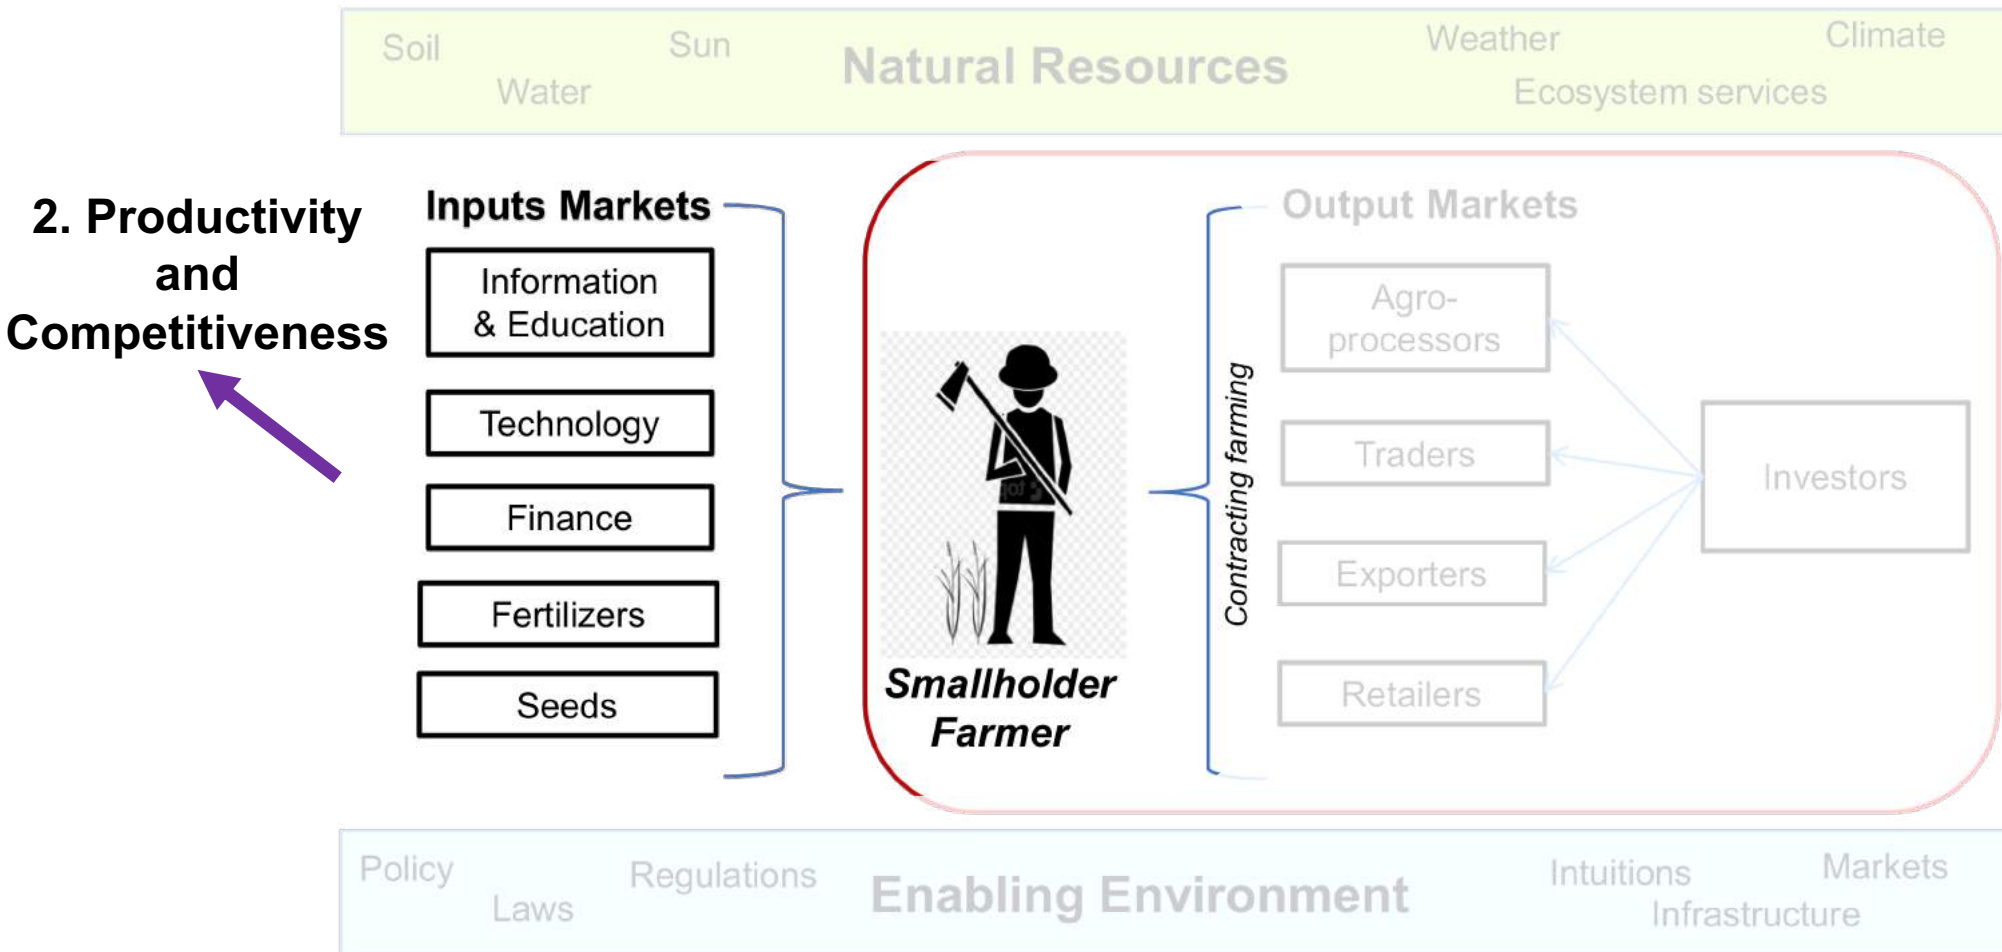 Soil
Sun
Water
Natural Resources
Weather
Climate
Ecosystem services
2. Productivity
and
Competitiveness
Inputs Markets
Information
& Education
Technology
Finance
Fertilizers
Seeds
Smallholder
Farmer
Contracting farming
Output Markets
Agro-
processors
Traders
Exporters
Retailers
Investors
Policy
Laws
Regulations
Enabling Environment
Intuitions
Markets
Infrastructure